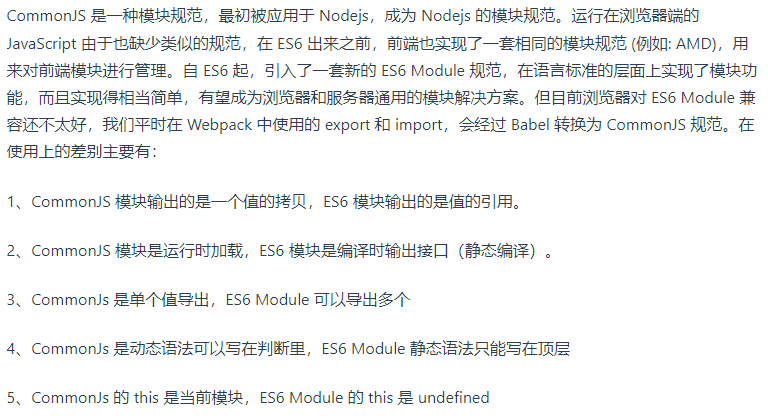 CommonJS 是一种模块规范，最初被应用于 Nodejs，成为 Nodejs 的模块规范。运行在浏览器端的
JavaScript 由于也缺少类似的规范，在 ES6 出来之前，前端也实现了一套相同的模块规范 (例如: AMD)，用
来对前端模块进行管理。自 ES6 起，引入了一套新的 ES6 Module 规范，在语言标准的层面上实现了模块功
能，而且实现得相当简单，有望成为浏览器和服务器通用的模块解决方案。但目前浏览器对 ES6 Module 兼
容还不太好，我们平时在 Webpack 中使用的 export 和 import，会经过 Babel 转换为 CommonJS 规范。在
使用上的差别主要有：
1、CommonJS 模块输出的是一个值的拷贝，ES6 模块输出的是值的引用。
2、CommonJS 模块是运行时加载，ES6 模块是编译时输出接口（静态编译）。
3、CommonJs 是单个值导出，ES6 Module 可以导出多个
4、CommonJs 是动态语法可以写在判断里，ES6 Module 静态语法只能写在顶层
5、CommonJs 的 this 是当前模块，ES6 Module 的 this 是 undefined